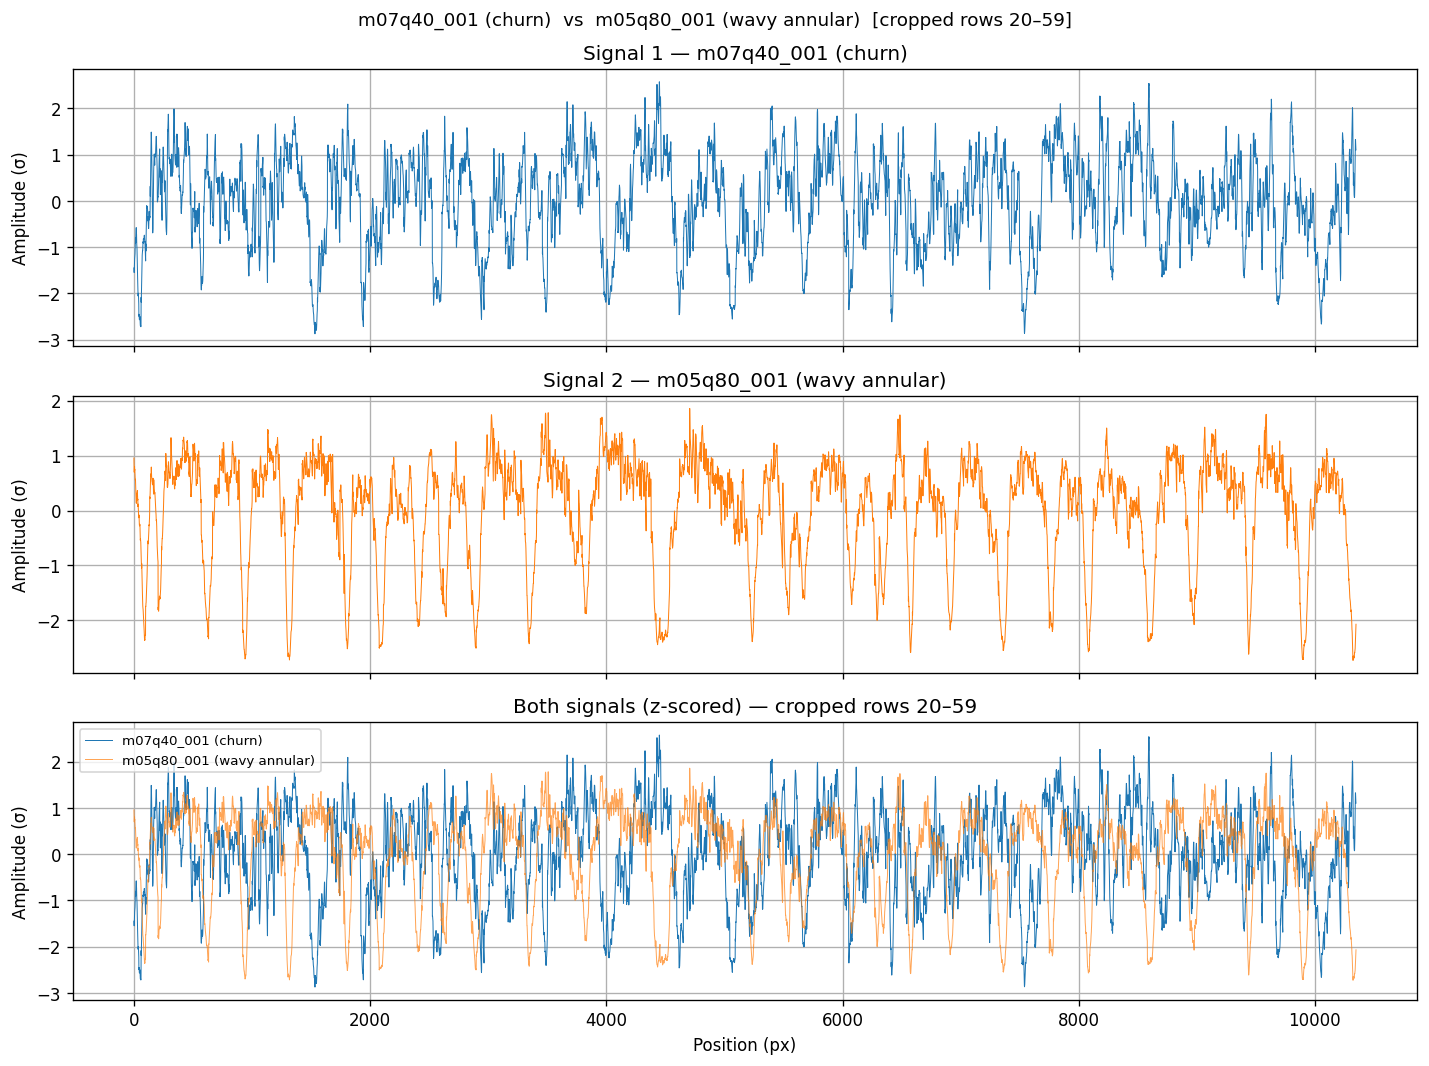 m07q40_001 (churn)  vs  m05q80_001 (wavy annular)  [cropped rows 20–59]
Signal 1 — m07q40_001 (churn)
Amplitude (σ)
2
1
0
−1
−2
−3
Signal 2 — m05q80_001 (wavy annular)
Amplitude (σ)
2
1
0
−1
−2
Both signals (z-scored) — cropped rows 20–59
m07q40_001 (churn)
m05q80_001 (wavy annular)
Amplitude (σ)
2
1
0
−1
−2
−3
0 2000 4000 6000 8000 10000
Position (px)